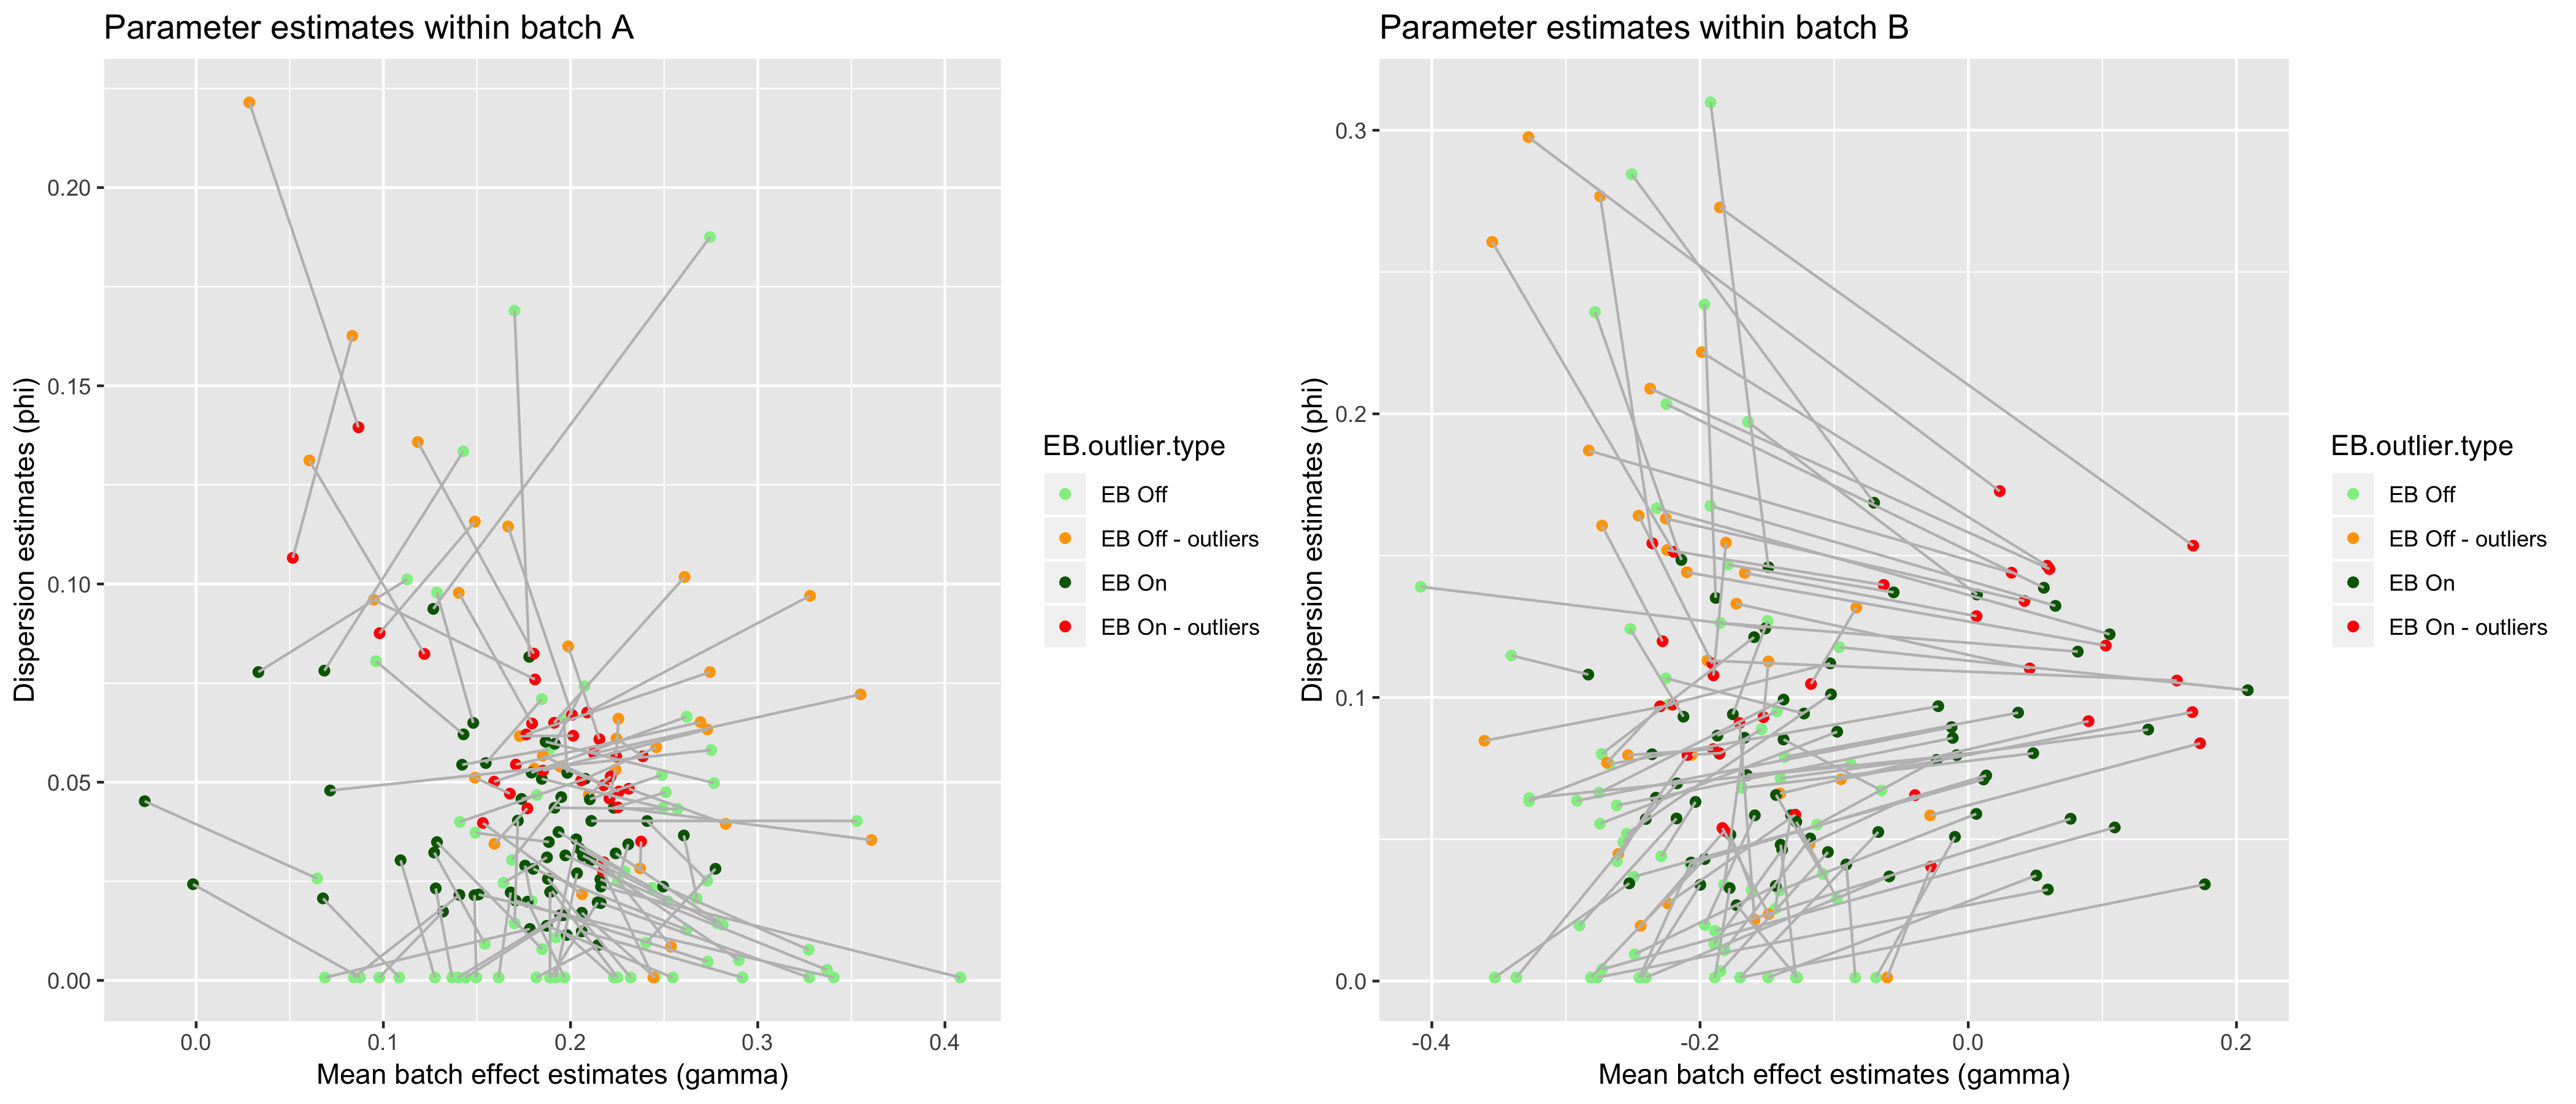 Parameter estimates within batch A
Dispersion estimates (phi)
0.20
0.15
0.10
0.05
0.00
0.0 0.1 0.2 0.3 0.4
Mean batch effect estimates (gamma)
EB.outlier.type
EB Off
EB Off - outliers
EB On
EB On - outliers
Parameter estimates within batch B
Dispersion estimates (phi)
0.3
0.2
0.1
0.0
-0.4 -0.2 0.0 0.2
Mean batch effect estimates (gamma)
EB.outlier.type
EB Off
EB Off - outliers
EB On
EB On - outliers